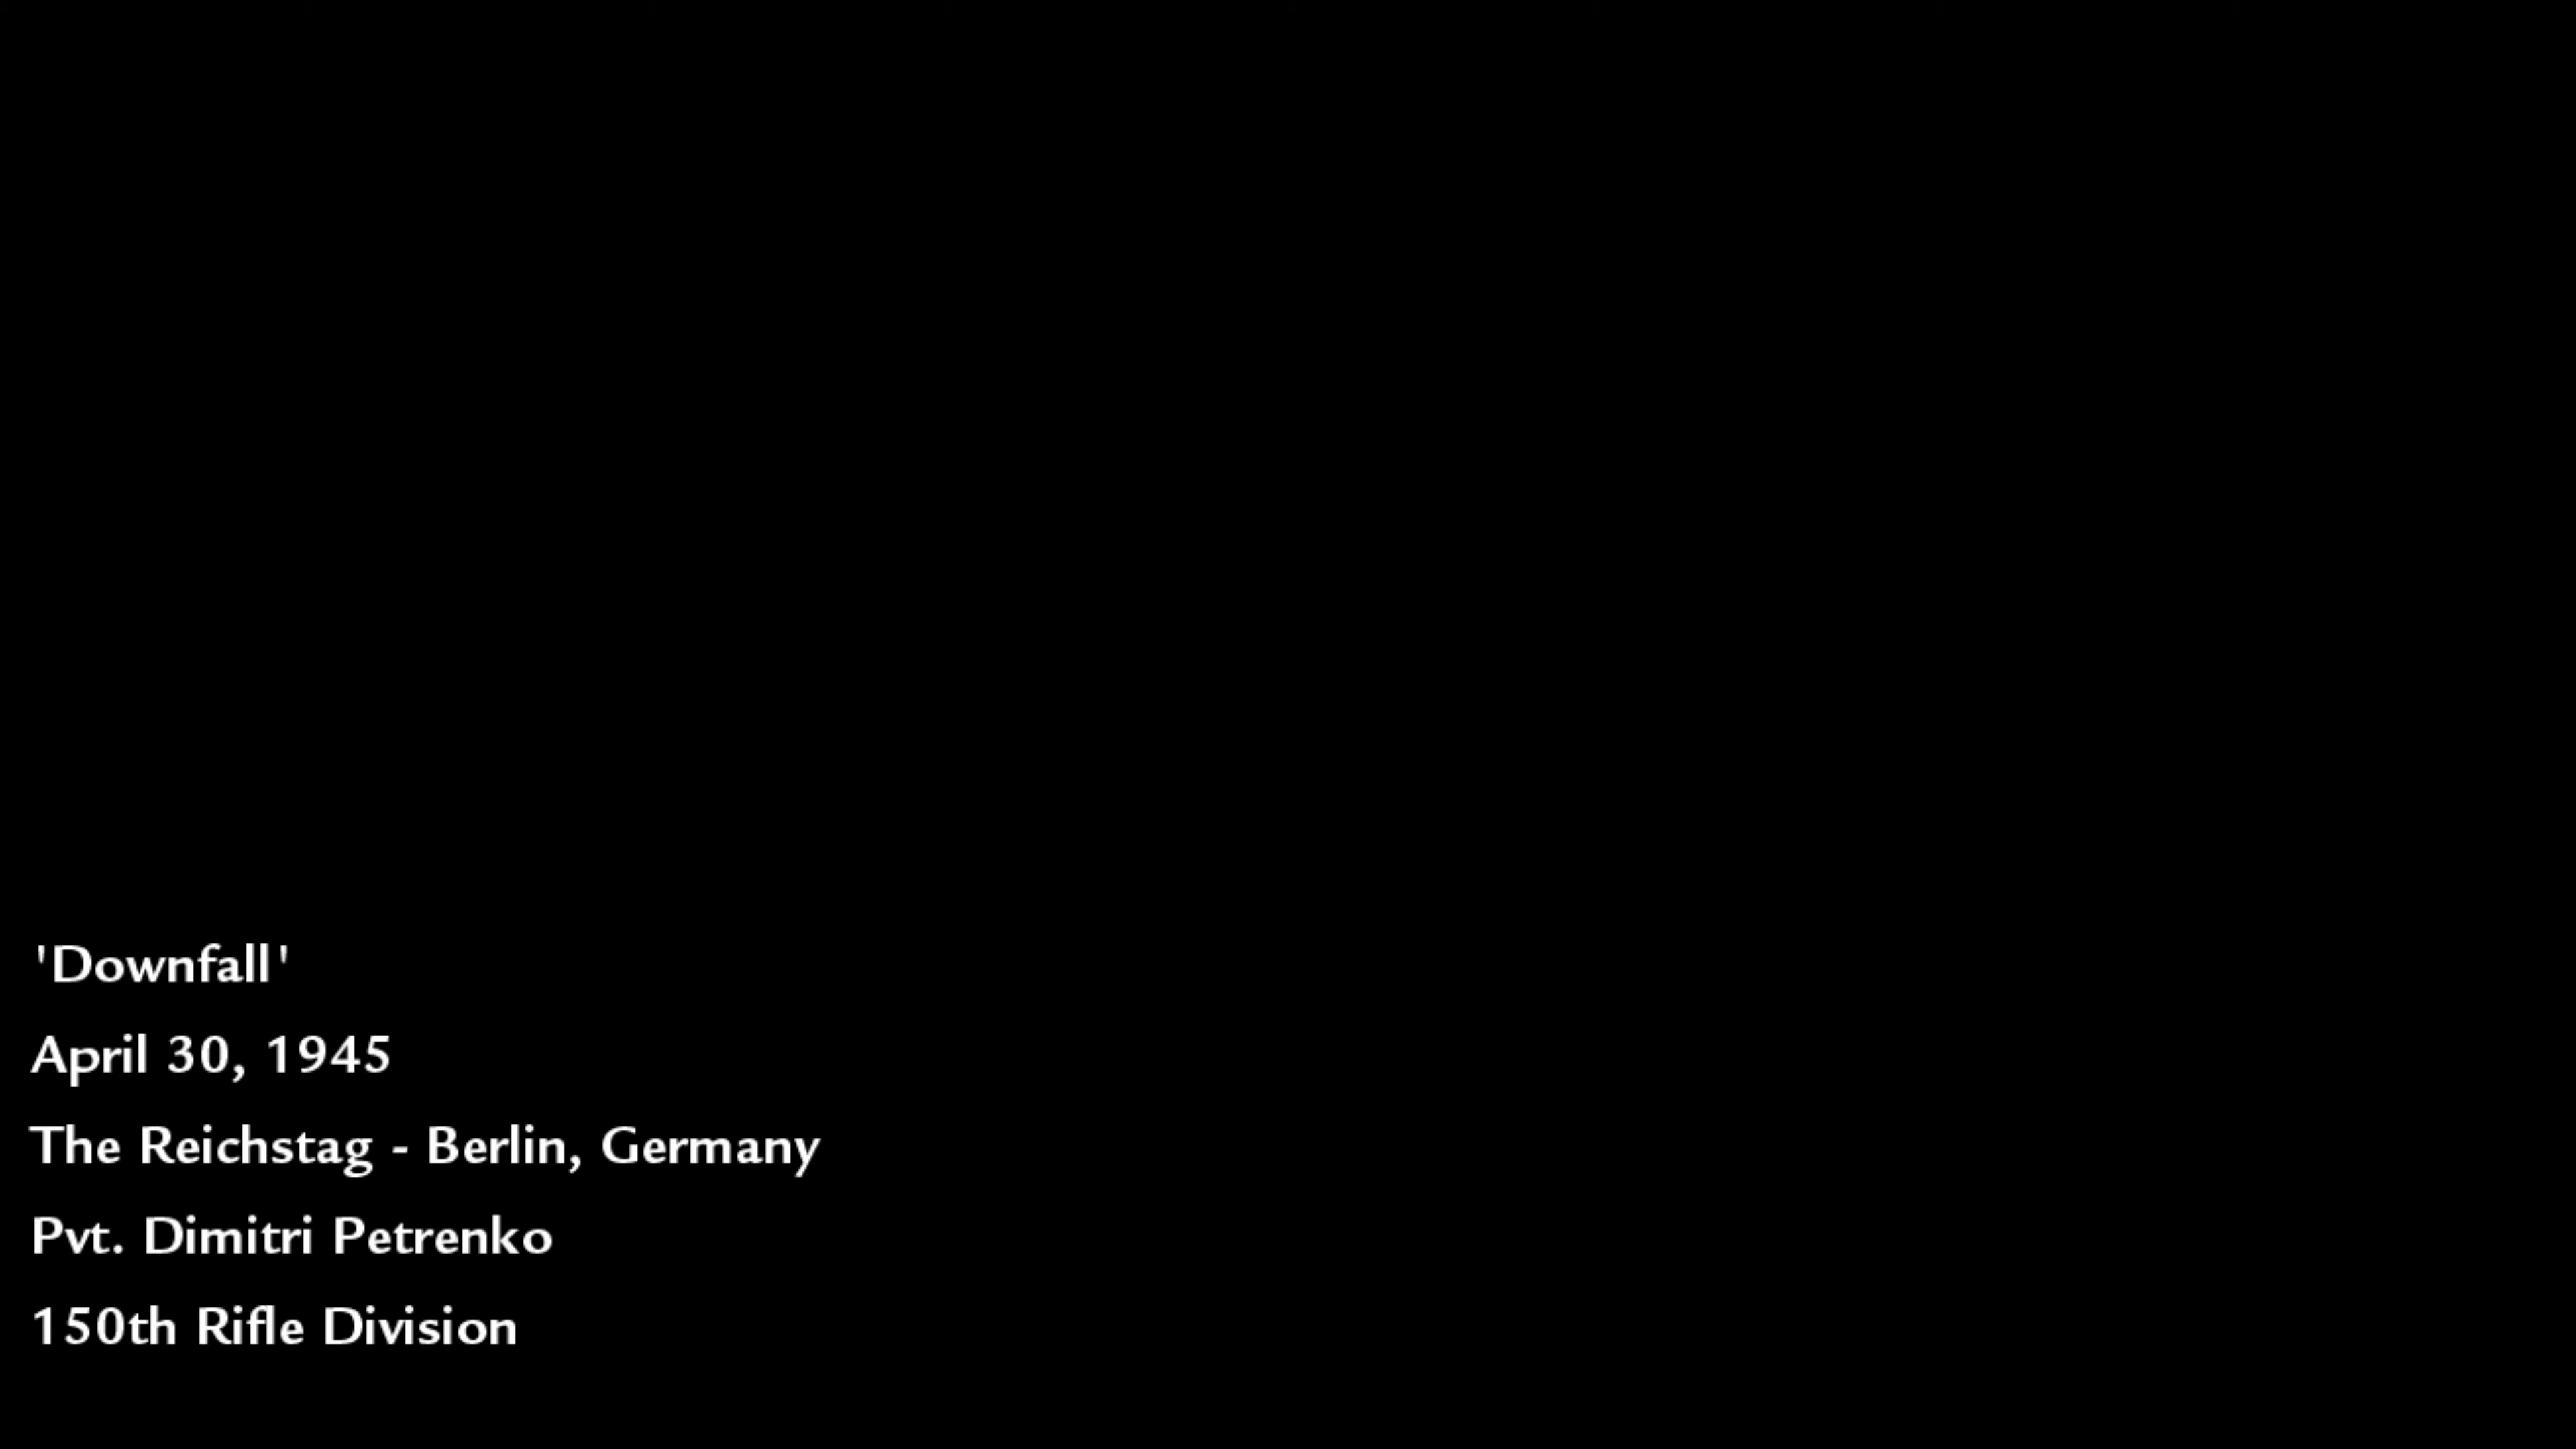 'Downfall'
April 30, 1945
The Reichstag - Berlin, Germany
Pvt. Dimitri Petrenko
150th Rifle Division